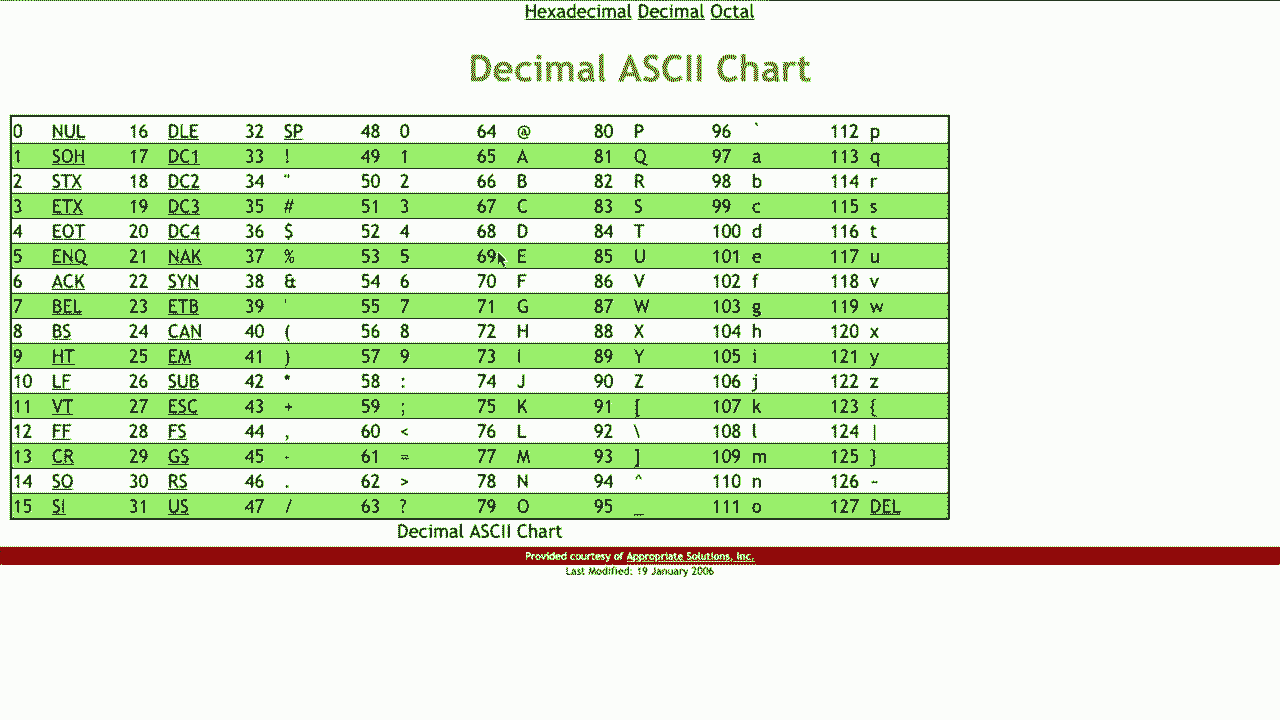 Hexadecimal Decimal Octal
Decimal ASCII Chart
0 NUL 16 DLE 32 SP 48 0 64 @ 80 P 96 ` 112 p
1 SOH 17 DC1 33 ! 49 1 65 A 81 Q 97 a 113 q
2 STX 18 DC2 34 " 50 2 66 B 82 R 98 b 114 r
3 ETX 19 DC3 35 # 51 3 67 C 83 S 99 c 115 s
4 EOT 20 DC4 36 $ 52 4 68 D 84 T 100 d 116 t
5 ENQ 21 NAK 37 % 53 5 69 E 85 U 101 e 117 u
6 ACK 22 SYN 38 & 54 6 70 F 86 V 102 f 118 v
7 BEL 23 ETB 39 ' 55 7 71 G 87 W 103 g 119 w
8 BS 24 CAN 40 ( 56 8 72 H 88 X 104 h 120 x
9 HT 25 EM 41 ) 57 9 73 I 89 Y 105 i 121 y
10 LF 26 SUB 42 * 58 : 74 J 90 Z 106 j 122 z
11 VT 27 ESC 43 + 59 ; 75 K 91 [ 107 k 123 {
12 FF 28 FS 44 , 60 < 76 L 92 \ 108 l 124 |
13 CR 29 GS 45 - 61 = 77 M 93 ] 109 m 125 }
14 SO 30 RS 46 . 62 > 78 N 94 ^ 110 n 126 ~
15 SI 31 US 47 / 63 ? 79 O 95 _ 111 o 127 DEL
Decimal ASCII Chart
Provided courtesy of Appropriate Solutions, Inc.
Last Modified: 19 January 2006